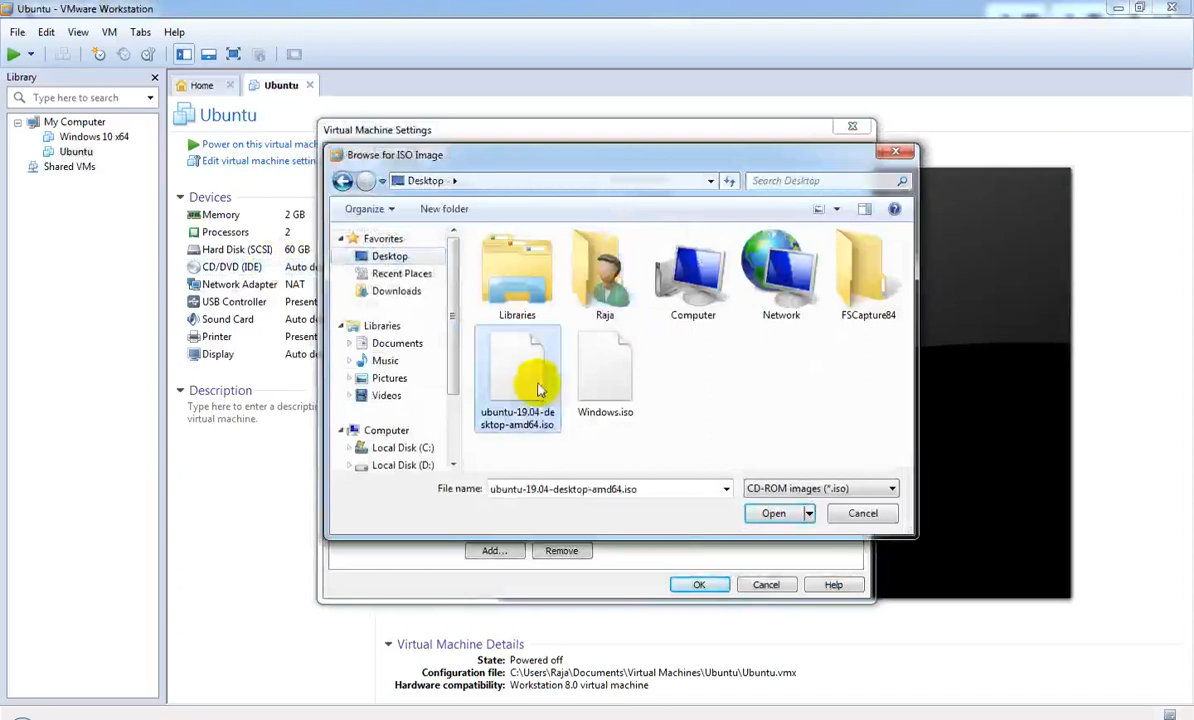 Ubuntu - VMware Workstation
File Edit View VM Tabs Help
Library
Type here to search
My Computer
Windows 10 x64
Ubuntu
Shared VMs
Home
Ubuntu
Ubuntu
Power on this virtual mach
Edit virtual machine settin
Devices
Memory 2 GB
Processors 2
Hard Disk (SCSI) 60 GB
CD/DVD (IDE) Auto de
Network Adapter NAT
USB Controller Present
Sound Card Auto de
Printer Present
Display Auto de
Description
Type here to enter a descripti
virtual machine.
Virtual Machine Settings
Browse for ISO Image
Desktop
Search Desktop
Organize
New folder
Favorites
Desktop
Recent Places
Downloads
Libraries
Documents
Music
Pictures
Videos
Computer
Local Disk (C:)
Local Disk (D:)
Libraries
Raja
Computer
Network
FSCapture84
ubuntu-19.04-de
sktop-amd64.iso
Windows.iso
File name: ubuntu-19.04-desktop-amd64.iso
CD-ROM images (*.iso)
Open
Cancel
Add...
Remove
OK
Cancel
Help
Virtual Machine Details
State: Powered off
Configuration file: C:\Users\Raja\Documents\Virtual Machines\Ubuntu\Ubuntu.vmx
Hardware compatibility: Workstation 8.0 virtual machine